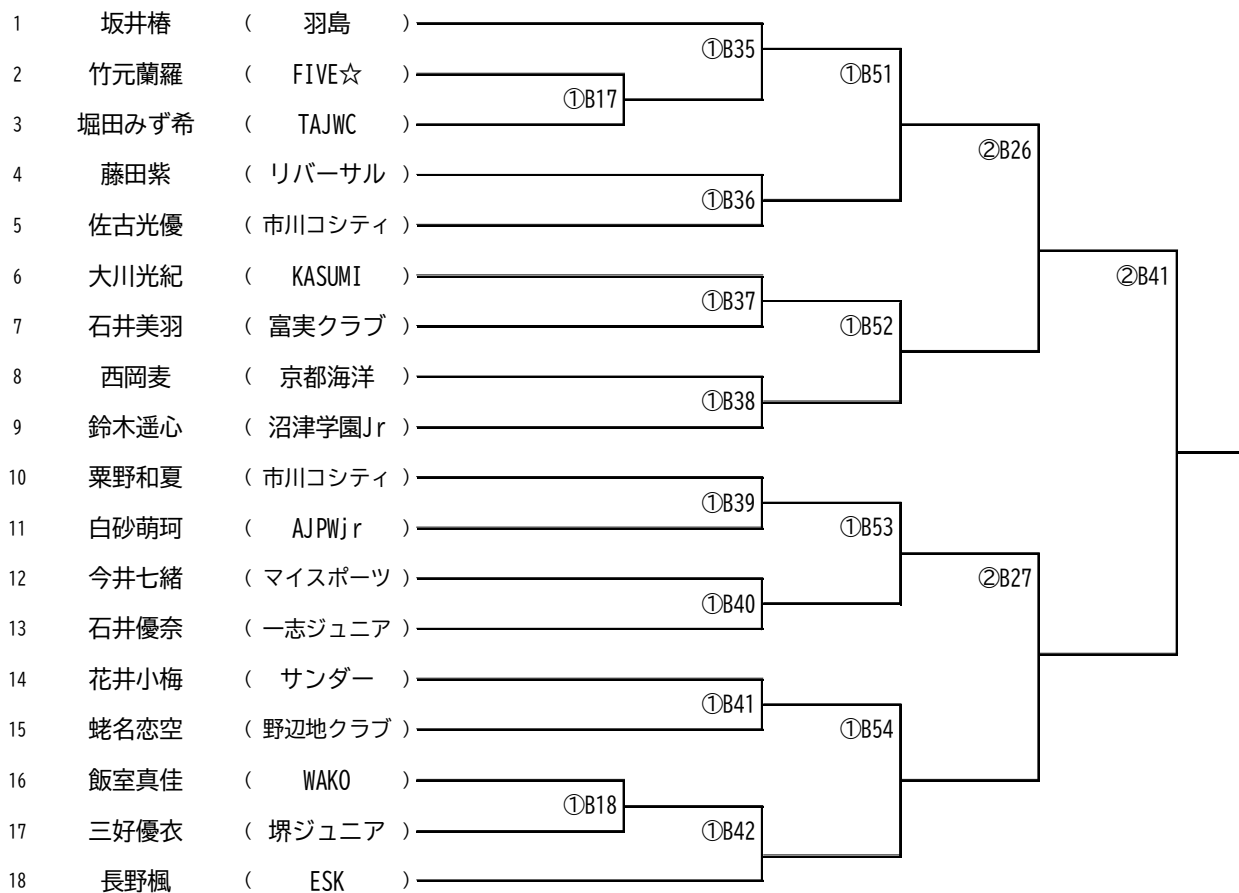 1 坂井椿 ( 羽島 )
①B35
2 竹元蘭羅 ( FIVE☆ )
①B51
①B17
3 堀田みず希 ( TAJWC )
②B26
4 藤田紫 ( リバーサル )
①B36
5 佐古光優 ( 市川コシティ )
6 大川光紀 ( KASUMI )
②B41
①B37
7 石井美羽 ( 富実クラブ )
①B52
8 西岡麦 ( 京都海洋 )
①B38
9 鈴木遥心 ( 沼津学園Jr )
10 粟野和夏 ( 市川コシティ )
①B39
11 白砂萌珂 ( AJPWjr )
①B53
12 今井七緒 ( マイスポーツ )
②B27
①B40
13 石井優奈 ( 一志ジュニア )
14 花井小梅 ( サンダー )
①B41
15 蛯名恋空 ( 野辺地クラブ )
①B54
16 飯室真佳 ( WAKO )
①B18
17 三好優衣 ( 堺ジュニア )
①B42
18 長野楓 ( ESK )